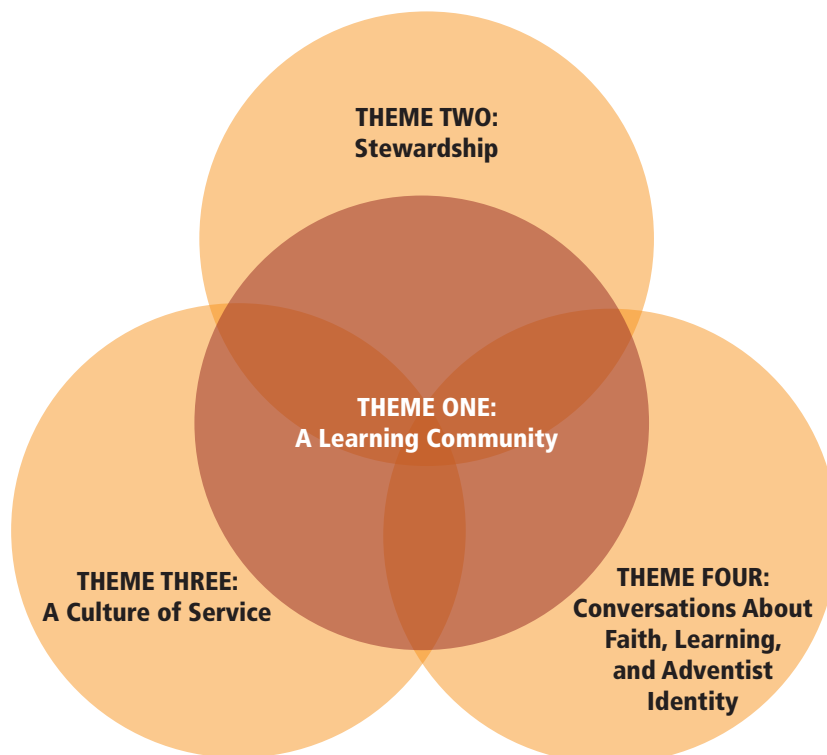 THEME TWO:
Stewardship
THEME ONE:
A Learning Community
THEME THREE:
A Culture of Service
THEME FOUR:
Conversations About
Faith, Learning,
and Adventist
Identity